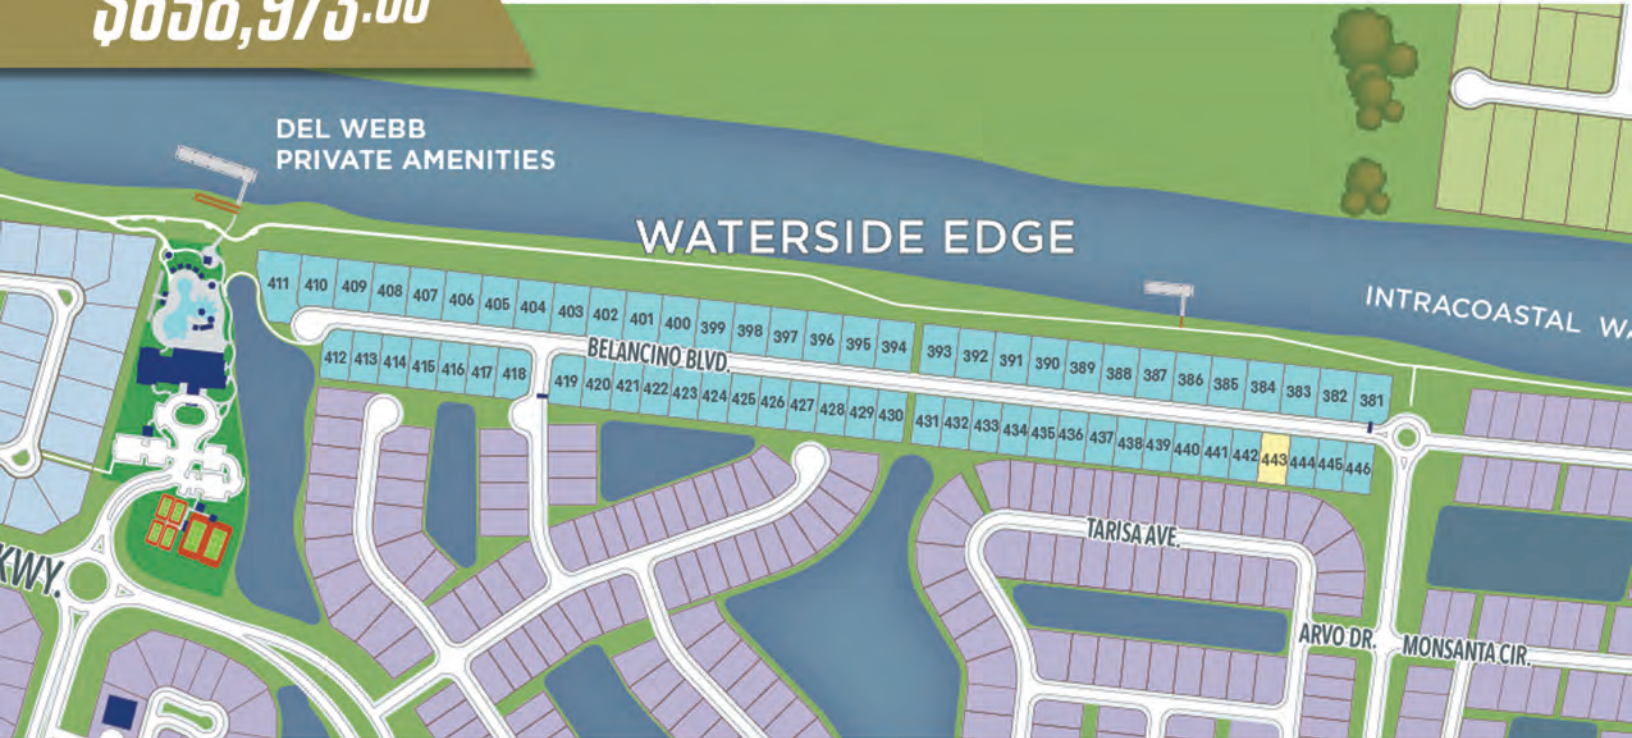 $658,973.00
DEL WEBB
PRIVATE AMENITIES
WATERSIDE EDGE
INTRACOASTAL
411 410 409 408 407 406 405 404 403 402 401 400 399 398 397 396 395 394 393 392 391 390 389 388 387 386 385 384 383 382 381
BELANCINO BLVD.
412 413 414 415 416 417 418 419 420 421 422 423 424 425 426 427 428 429 430 431 432 433 434 435 436 437 438 439 440 441 442 443 444 445 446
TARISA AVE.
KWY.
ARVO DR.
MONSANTA CIR.